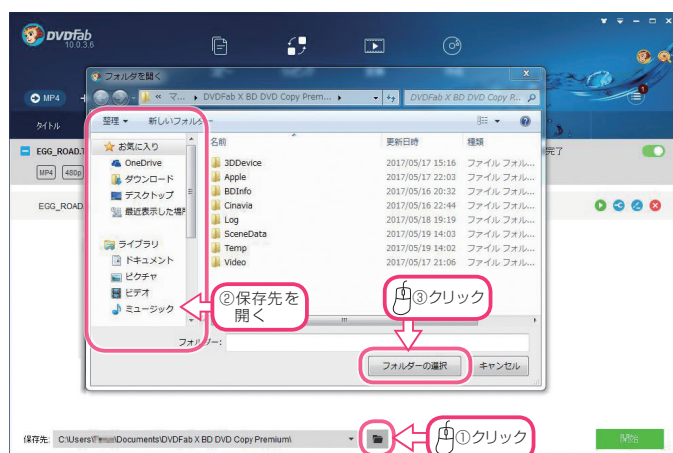 DVDFab
10.0.3.6
フォルダを開く
MP4
« マ... ▸ DVDFab X BD DVD Copy Prem... ▸
DVDFab X BD DVD Copy P...
タイトル
整理 ▼ 新しいフォルダー
EGG_ROAD.
完了
MP4 480p
EGG_ROAD
お気に入り
OneDrive
ダウンロード
デスクトップ
最近表示した場所
ライブラリ
ドキュメント
ピクチャ
ビデオ
ミュージック
名前 更新日時 種類
3DDevice 2017/05/17 15:16 ファイル フォル...
Apple 2017/05/17 22:03 ファイル フォル...
BDInfo 2017/05/16 20:32 ファイル フォル...
Cinavia 2017/05/16 22:44 ファイル フォル...
Log 2017/05/18 19:19 ファイル フォル...
SceneData 2017/05/19 14:03 ファイル フォル...
Temp 2017/05/19 14:02 ファイル フォル...
Video 2017/05/17 21:06 ファイル フォル...
②保存先を
開く
③クリック
フォルダー:
フォルダーの選択 キャンセル
保存先: C:\Users\ \Documents\DVDFab X BD DVD Copy Premium\
①クリック
開始